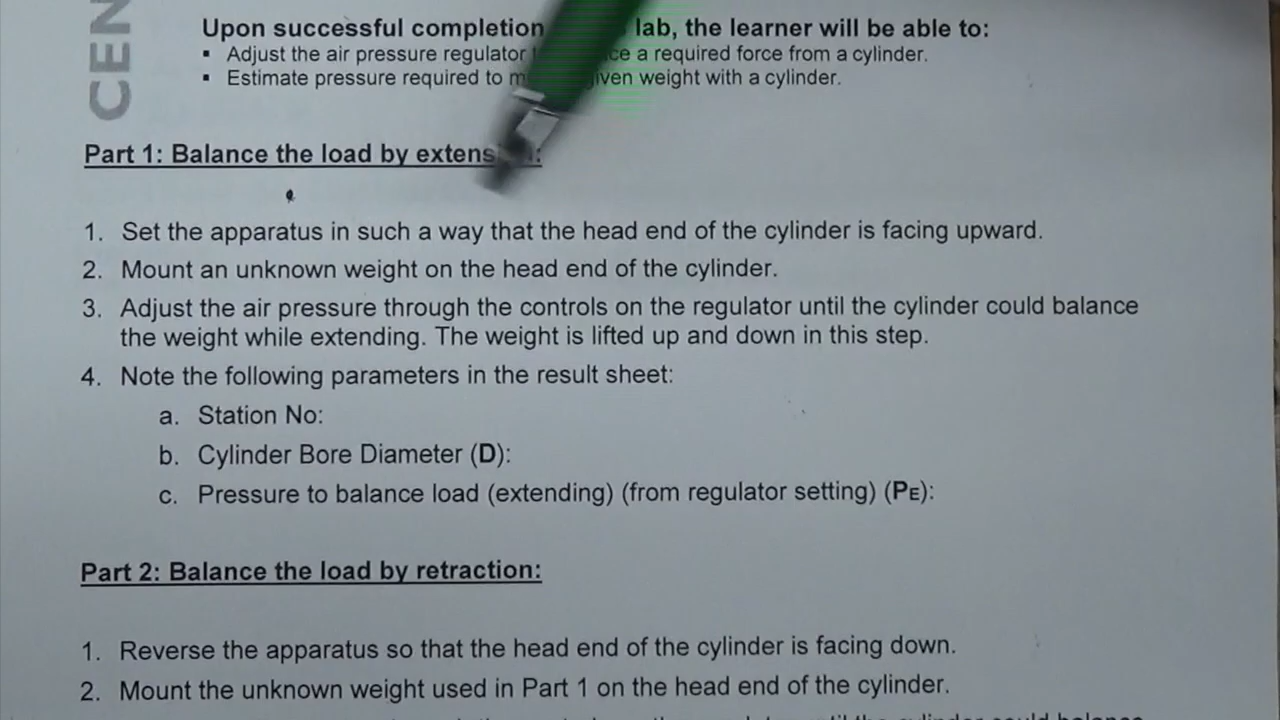 CEN
Upon successful completion lab, the learner will be able to:
▪ Adjust the air pressure regulator a required force from a cylinder.
▪ Estimate pressure required to given weight with a cylinder.
Part 1: Balance the load by extension:
1. Set the apparatus in such a way that the head end of the cylinder is facing upward.
2. Mount an unknown weight on the head end of the cylinder.
3. Adjust the air pressure through the controls on the regulator until the cylinder could balance
the weight while extending. The weight is lifted up and down in this step.
4. Note the following parameters in the result sheet:
a. Station No:
b. Cylinder Bore Diameter (D):
c. Pressure to balance load (extending) (from regulator setting) (PE):
Part 2: Balance the load by retraction:
1. Reverse the apparatus so that the head end of the cylinder is facing down.
2. Mount the unknown weight used in Part 1 on the head end of the cylinder.